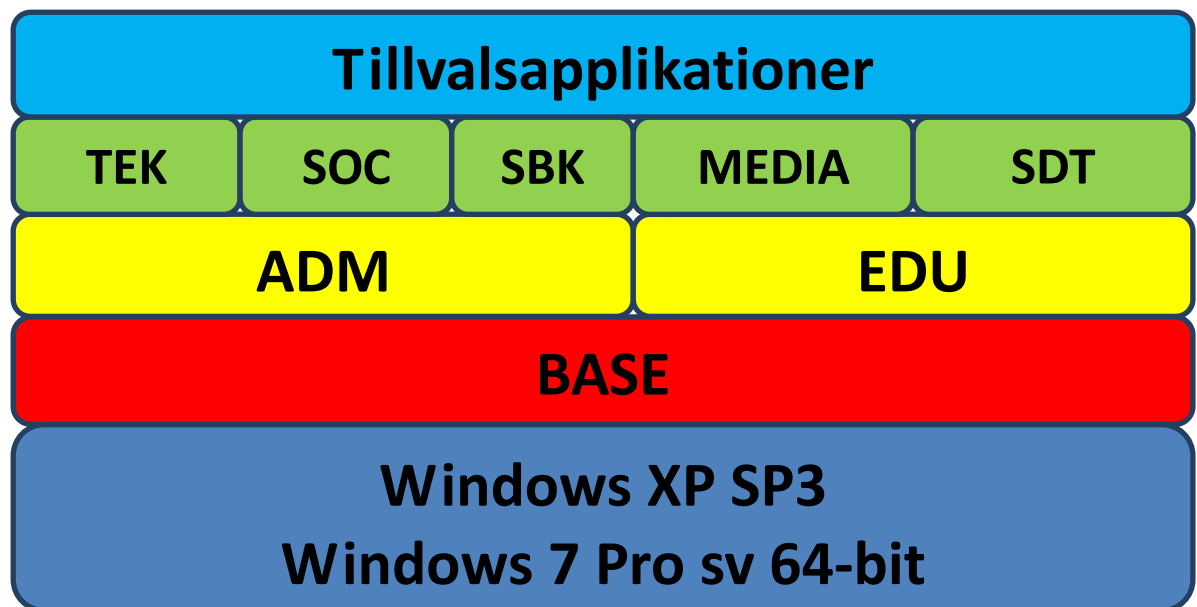 Tillvalsapplikationer
TEK SOC SBK MEDIA SDT
ADM EDU
BASE
Windows XP SP3
Windows 7 Pro sv 64-bit